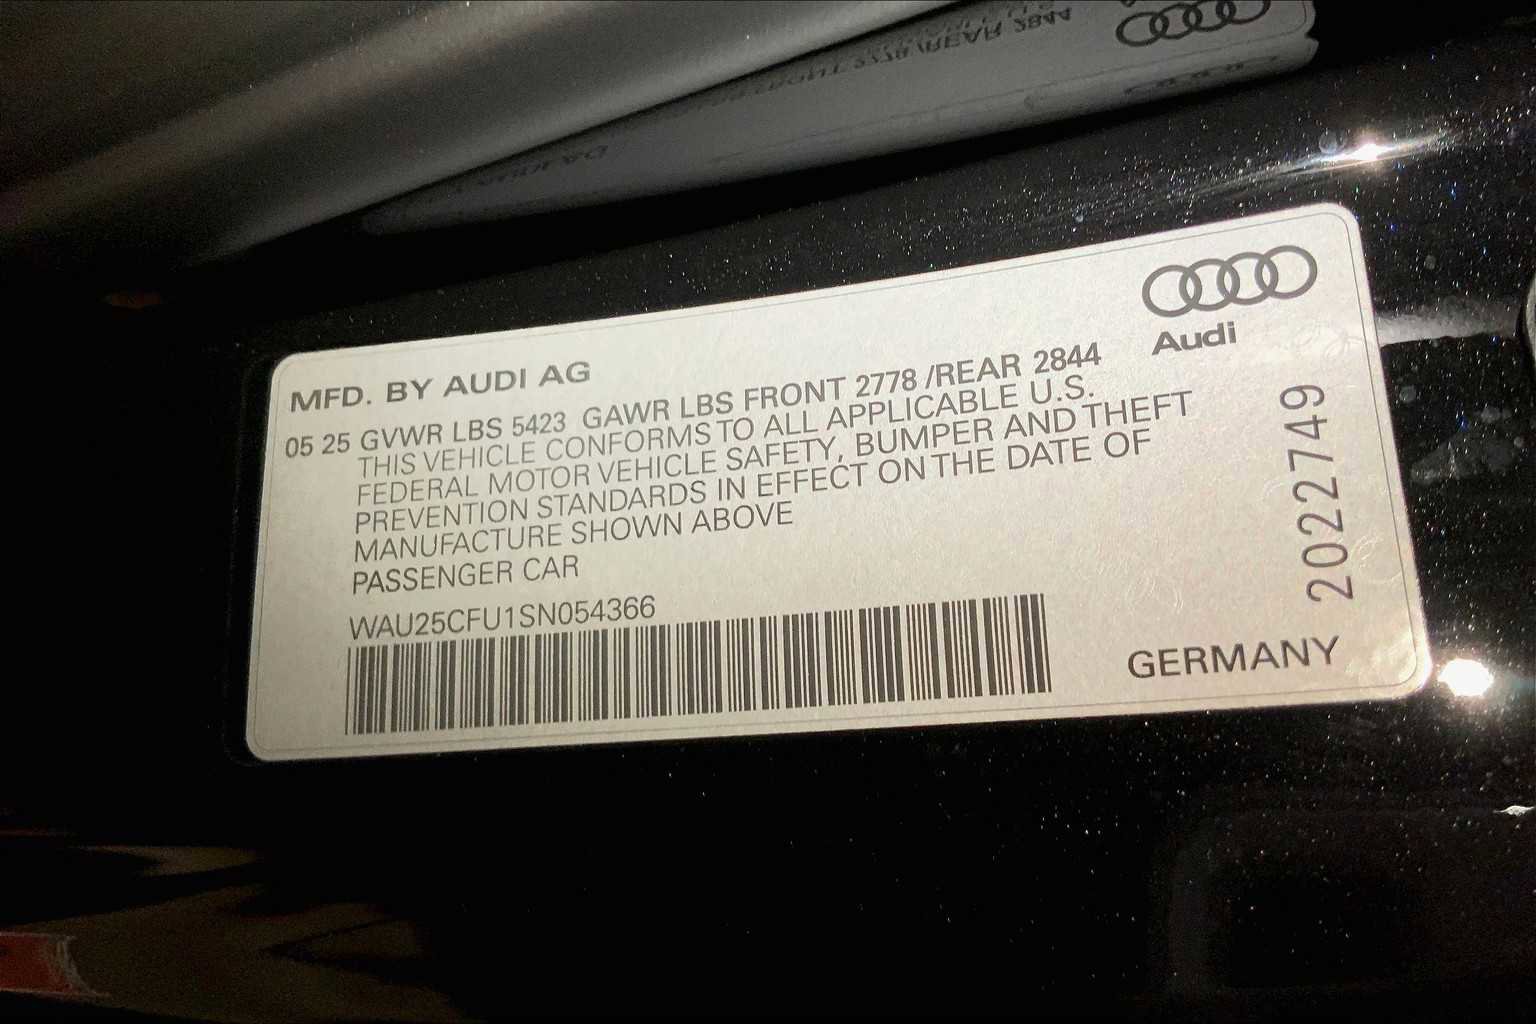 MFD. BY AUDI AG
Audi
05 25 GVWR LBS 5423 GAWR LBS FRONT 2778 /REAR 2844
THIS VEHICLE CONFORMS TO ALL APPLICABLE U.S.
FEDERAL MOTOR VEHICLE SAFETY, BUMPER AND THEFT
PREVENTION STANDARDS IN EFFECT ON THE DATE OF
MANUFACTURE SHOWN ABOVE
PASSENGER CAR
WAU25CFU1SN054366
2022749
GERMANY